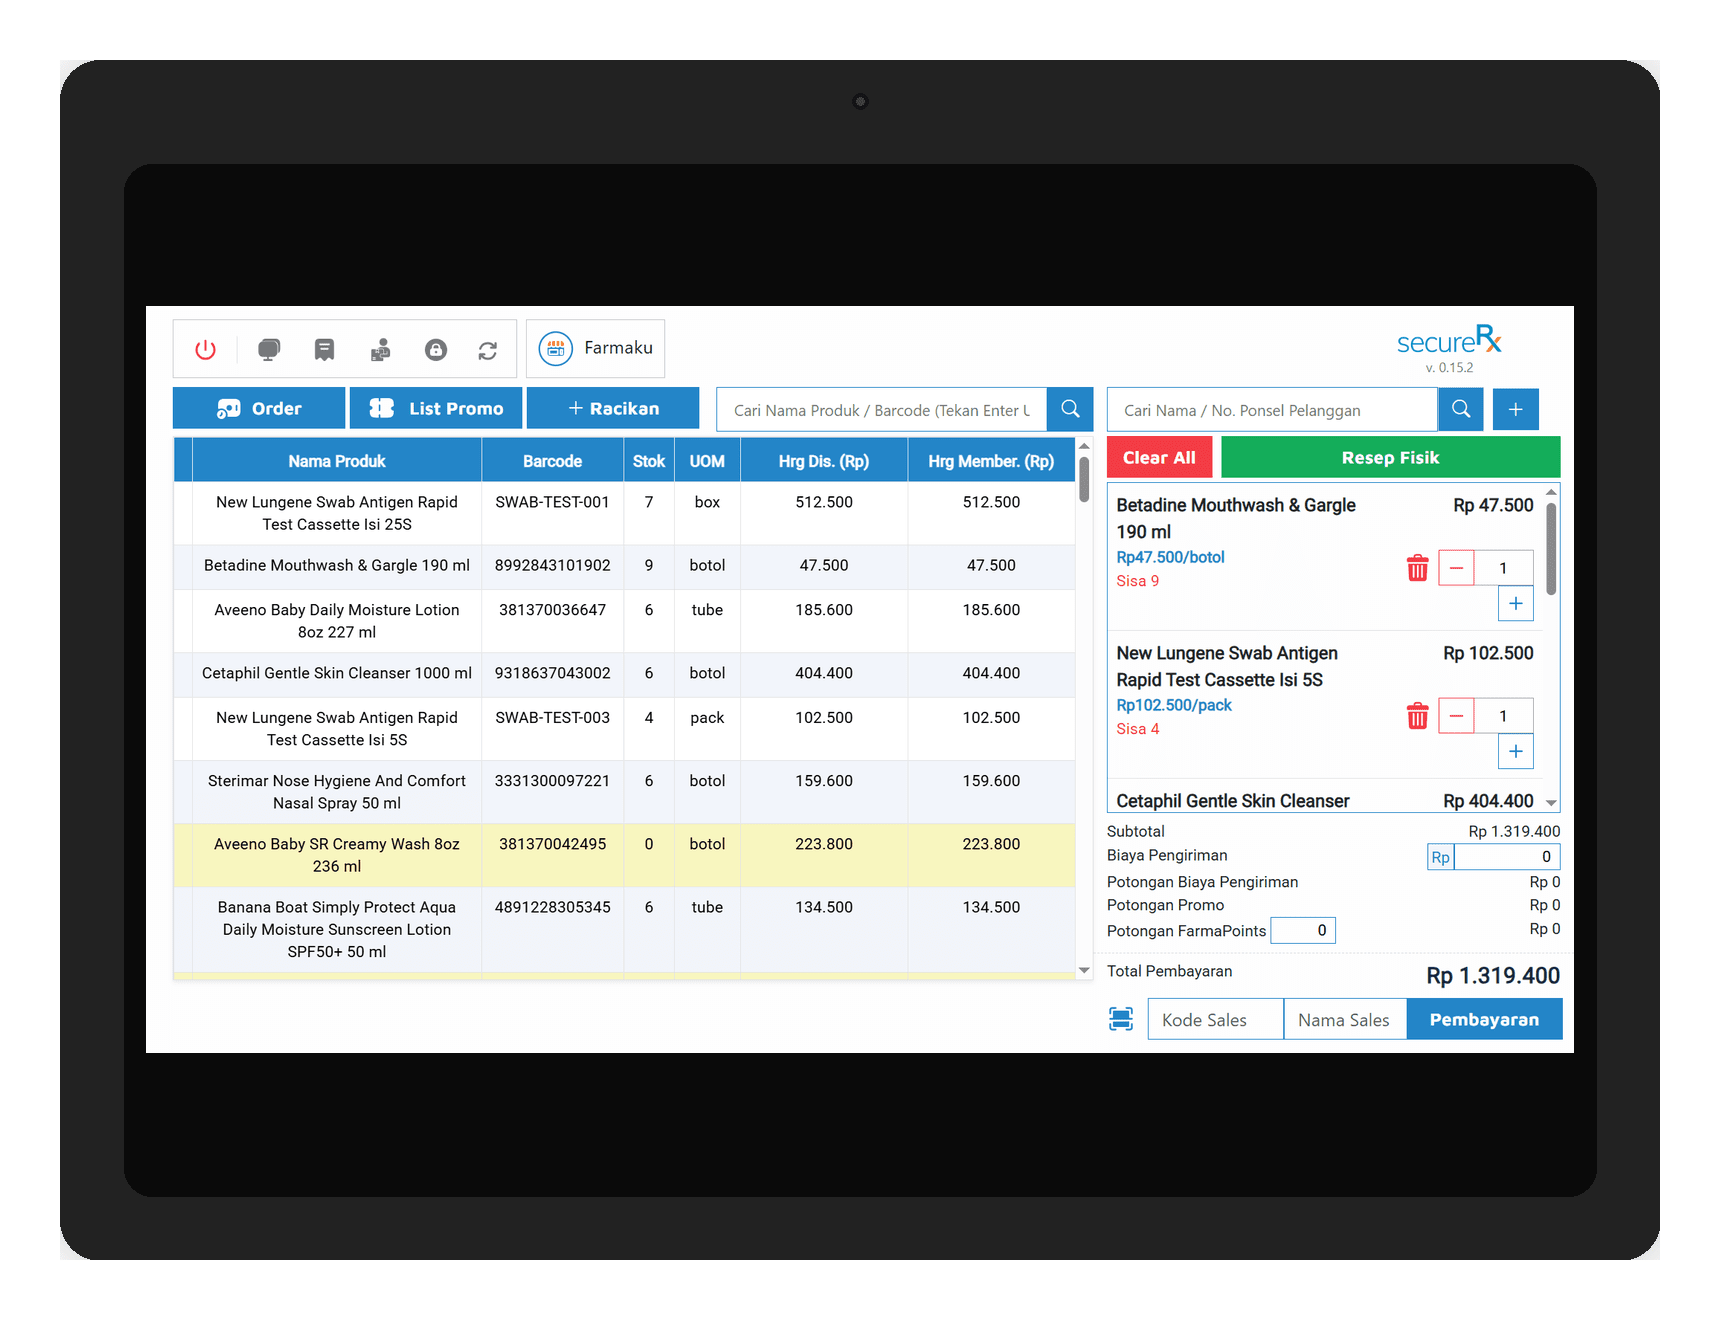 Farmaku
secureRx
v. 0.15.2
Order
List Promo
+ Racikan
Cari Nama Produk / Barcode (Tekan Enter U
Cari Nama / No. Ponsel Pelanggan
+
Nama Produk Barcode Stok UOM Hrg Dis. (Rp) Hrg Member. (Rp)
New Lungene Swab Antigen Rapid SWAB-TEST-001 7 box 512.500 512.500
Test Cassette Isi 25S
Betadine Mouthwash & Gargle 190 ml 8992843101902 9 botol 47.500 47.500
Aveeno Baby Daily Moisture Lotion 381370036647 6 tube 185.600 185.600
8oz 227 ml
Cetaphil Gentle Skin Cleanser 1000 ml 9318637043002 6 botol 404.400 404.400
New Lungene Swab Antigen Rapid SWAB-TEST-003 4 pack 102.500 102.500
Test Cassette Isi 5S
Sterimar Nose Hygiene And Comfort 3331300097221 6 botol 159.600 159.600
Nasal Spray 50 ml
Aveeno Baby SR Creamy Wash 8oz 381370042495 0 botol 223.800 223.800
236 ml
Banana Boat Simply Protect Aqua 4891228305345 6 tube 134.500 134.500
Daily Moisture Sunscreen Lotion
SPF50+ 50 ml
Clear All
Resep Fisik
Betadine Mouthwash & Gargle Rp 47.500
190 ml
Rp47.500/botol
Sisa 9
− 1
+
New Lungene Swab Antigen Rp 102.500
Rapid Test Cassette Isi 5S
Rp102.500/pack
Sisa 4
− 1
+
Cetaphil Gentle Skin Cleanser Rp 404.400
Subtotal Rp 1.319.400
Biaya Pengiriman Rp 0
Potongan Biaya Pengiriman Rp 0
Potongan Promo Rp 0
Potongan FarmaPoints 0 Rp 0
Total Pembayaran Rp 1.319.400
Kode Sales
Nama Sales
Pembayaran